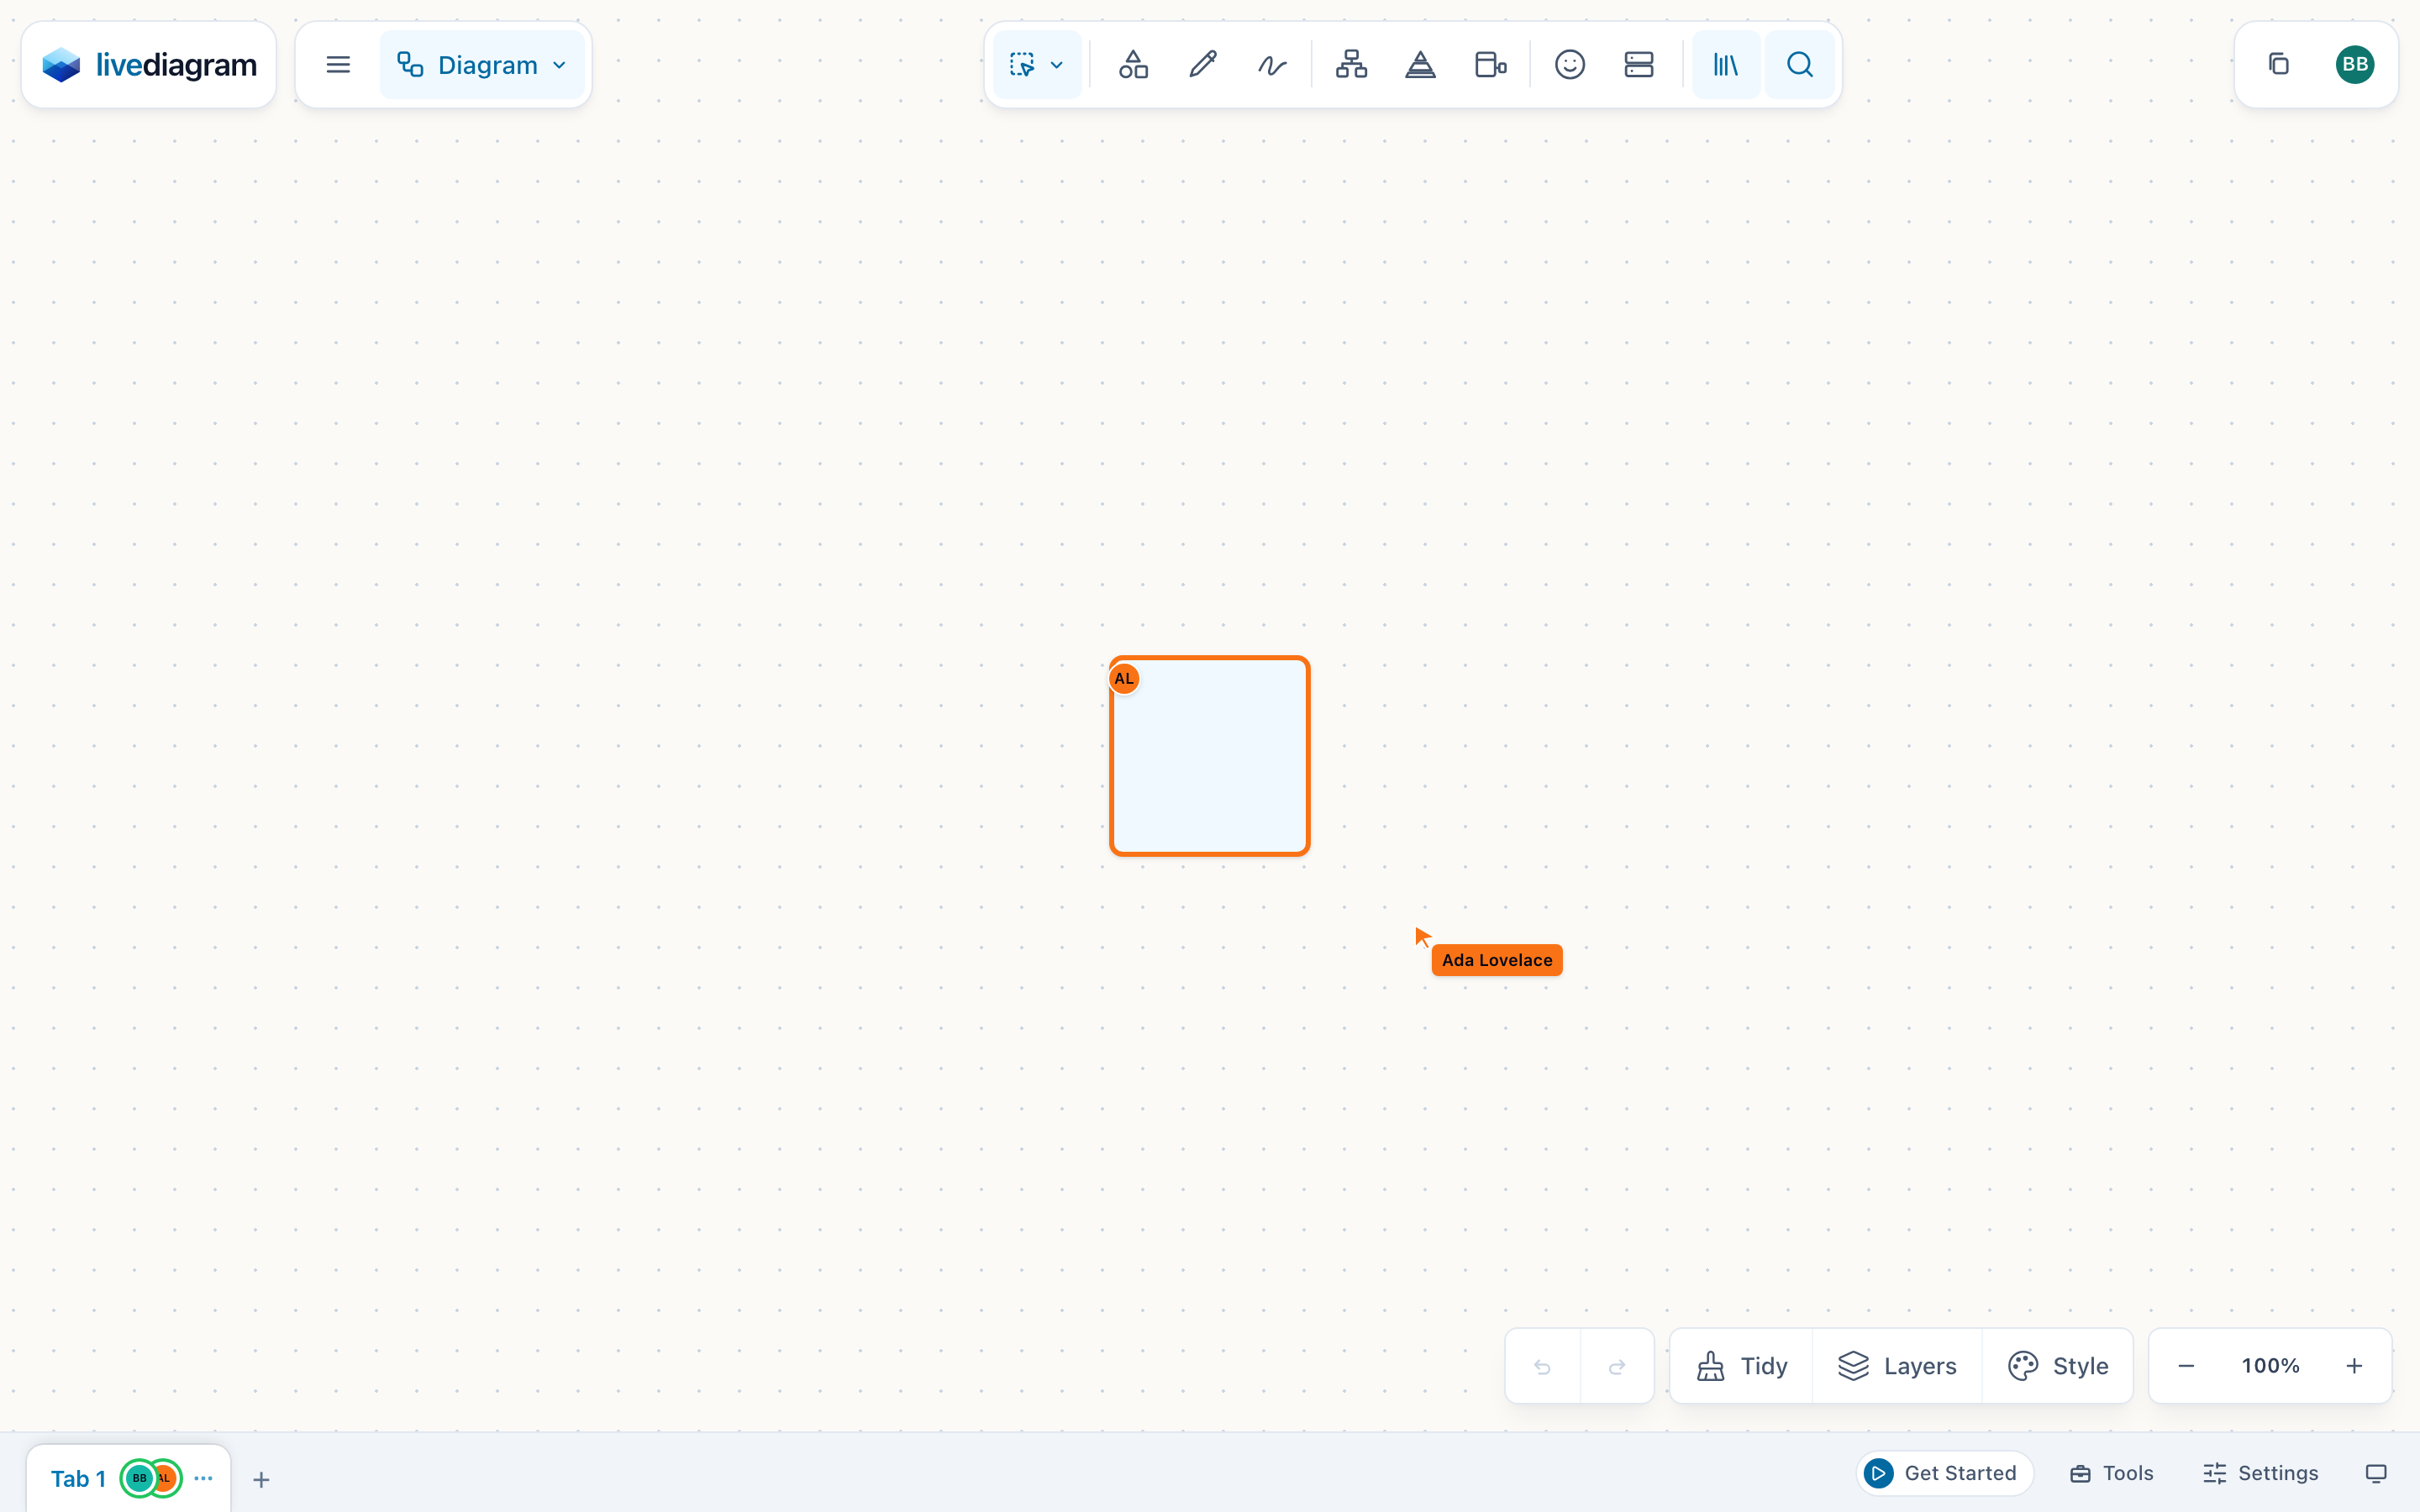 livediagram
Diagram
BB
AL
Ada Lovelace
Tidy
Layers
Style
100%
Tab 1
BB
AL
Get Started
Tools
Settings